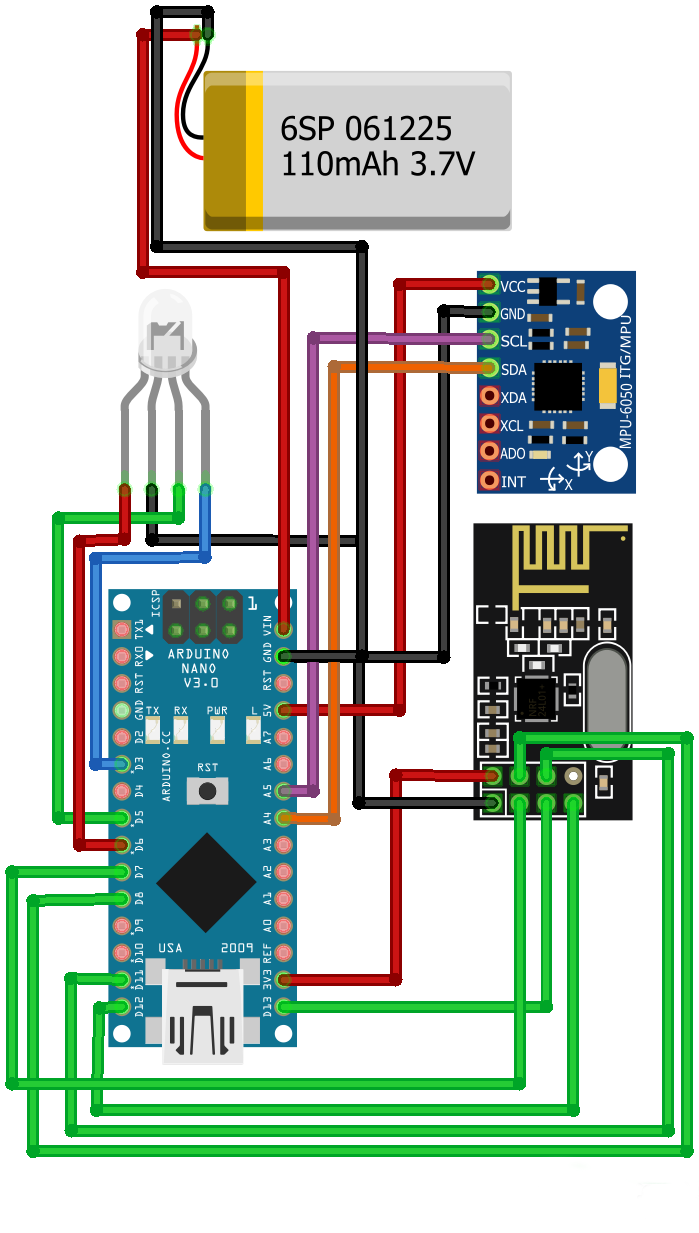 6SP 061225
110mAh 3.7V
VCC
GND
SCL
SDA
XDA
XCL
ADO
INT
MPU-6050 ITG/MPU
Y
X
ICSP
1
ARDUINO
NANO
V3.0
TX RX PWR L
RST
ARDUINO.CC
TX1
RX0
RST
GND
D2
D3
D4
D5
D6
D7
D8
D9
D10
D11
D12
VIN
GND
RST
5V
A7
A6
A5
A4
A3
A2
A1
A0
REF
3V3
D13
USA 2009